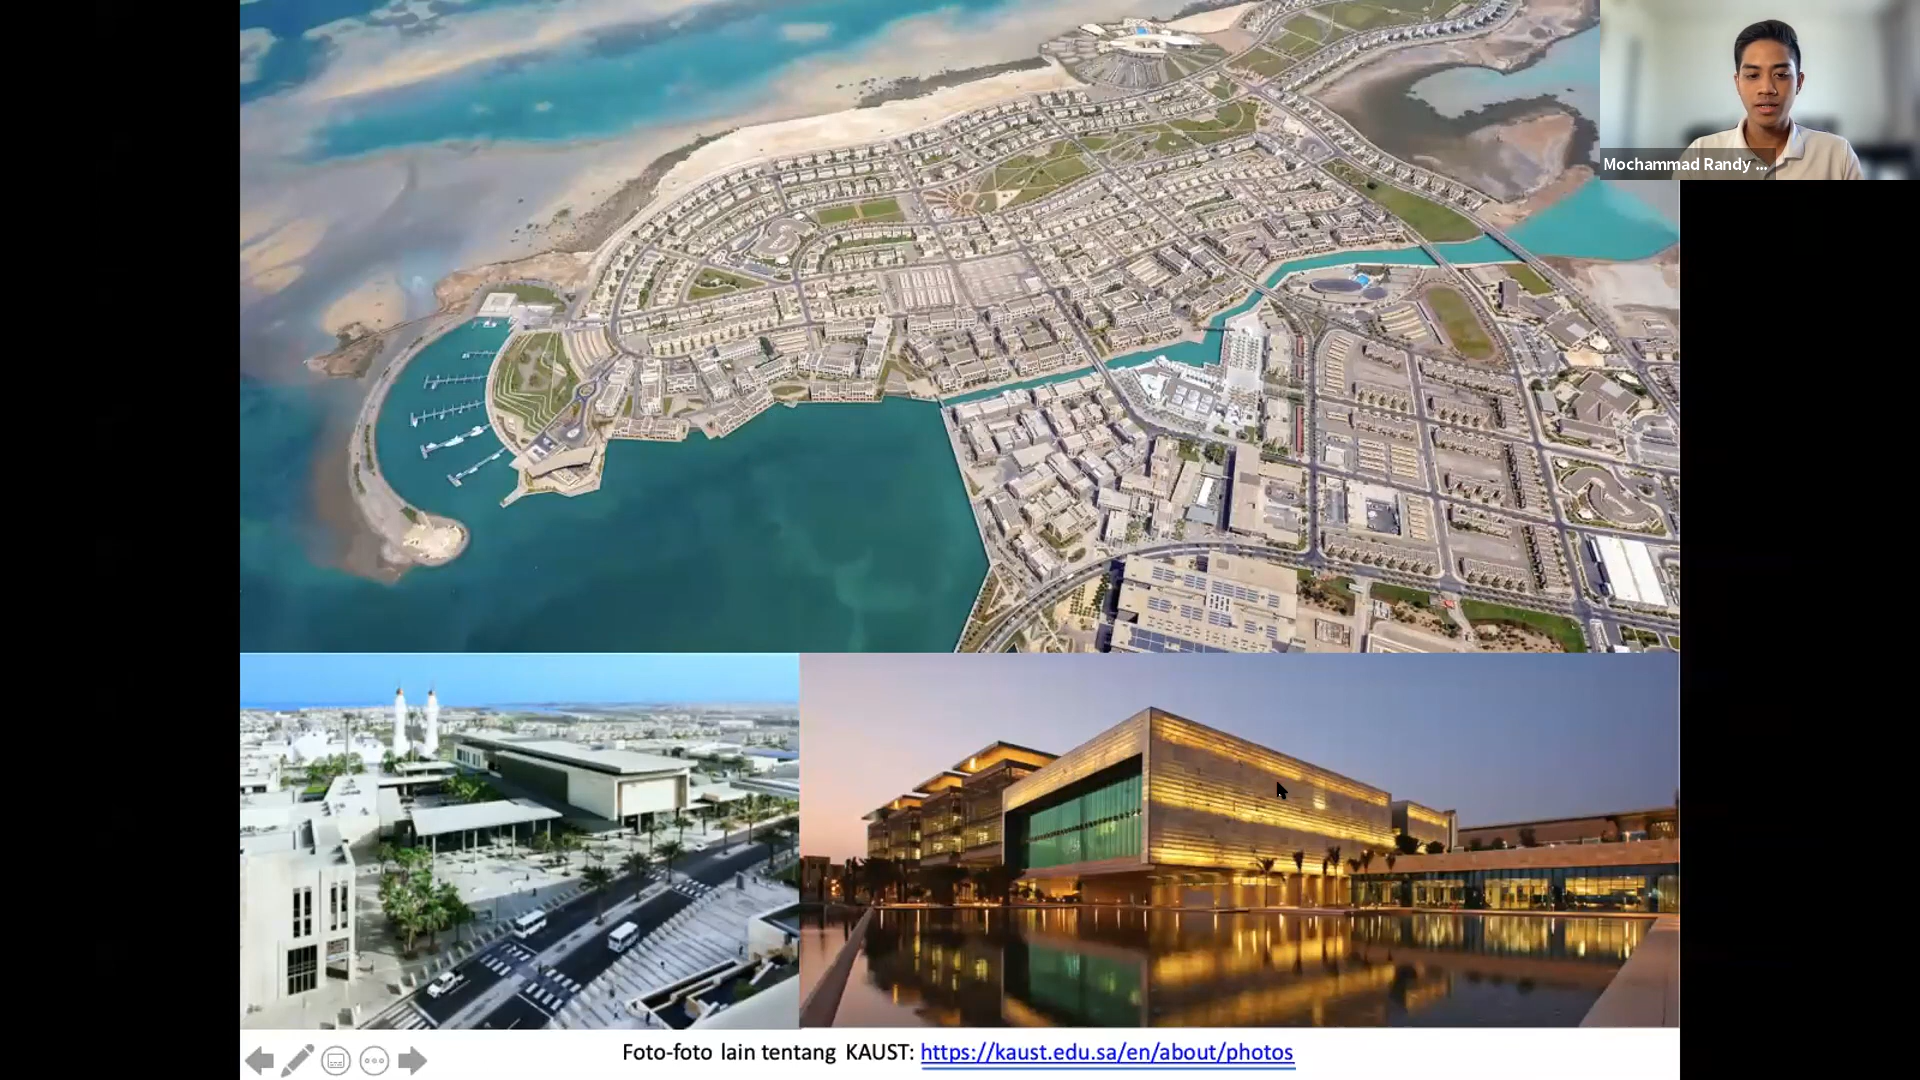 Mochammad Randy ...
Foto-foto lain tentang KAUST: https://kaust.edu.sa/en/about/photos